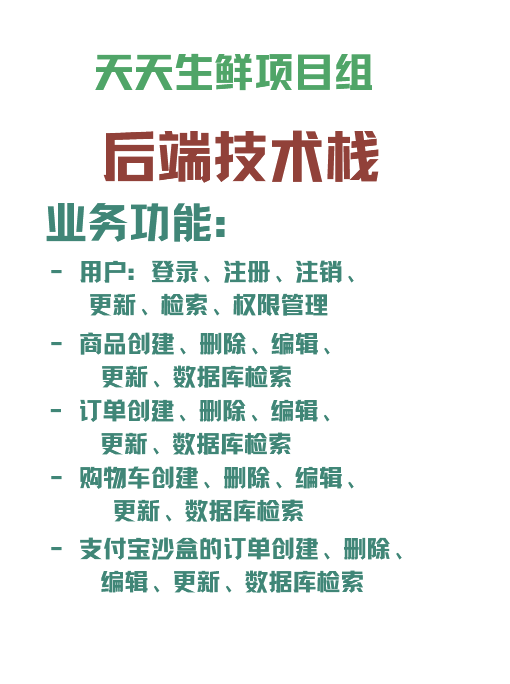 天天生鲜项目组
后端技术栈
业务功能:
- 用户: 登录、注册、注销、
更新、检索、权限管理
- 商品创建、删除、编辑、
更新、数据库检索
- 订单创建、删除、编辑、
更新、数据库检索
- 购物车创建、删除、编辑、
更新、数据库检索
- 支付宝沙盒的订单创建、删除、
编辑、更新、数据库检索